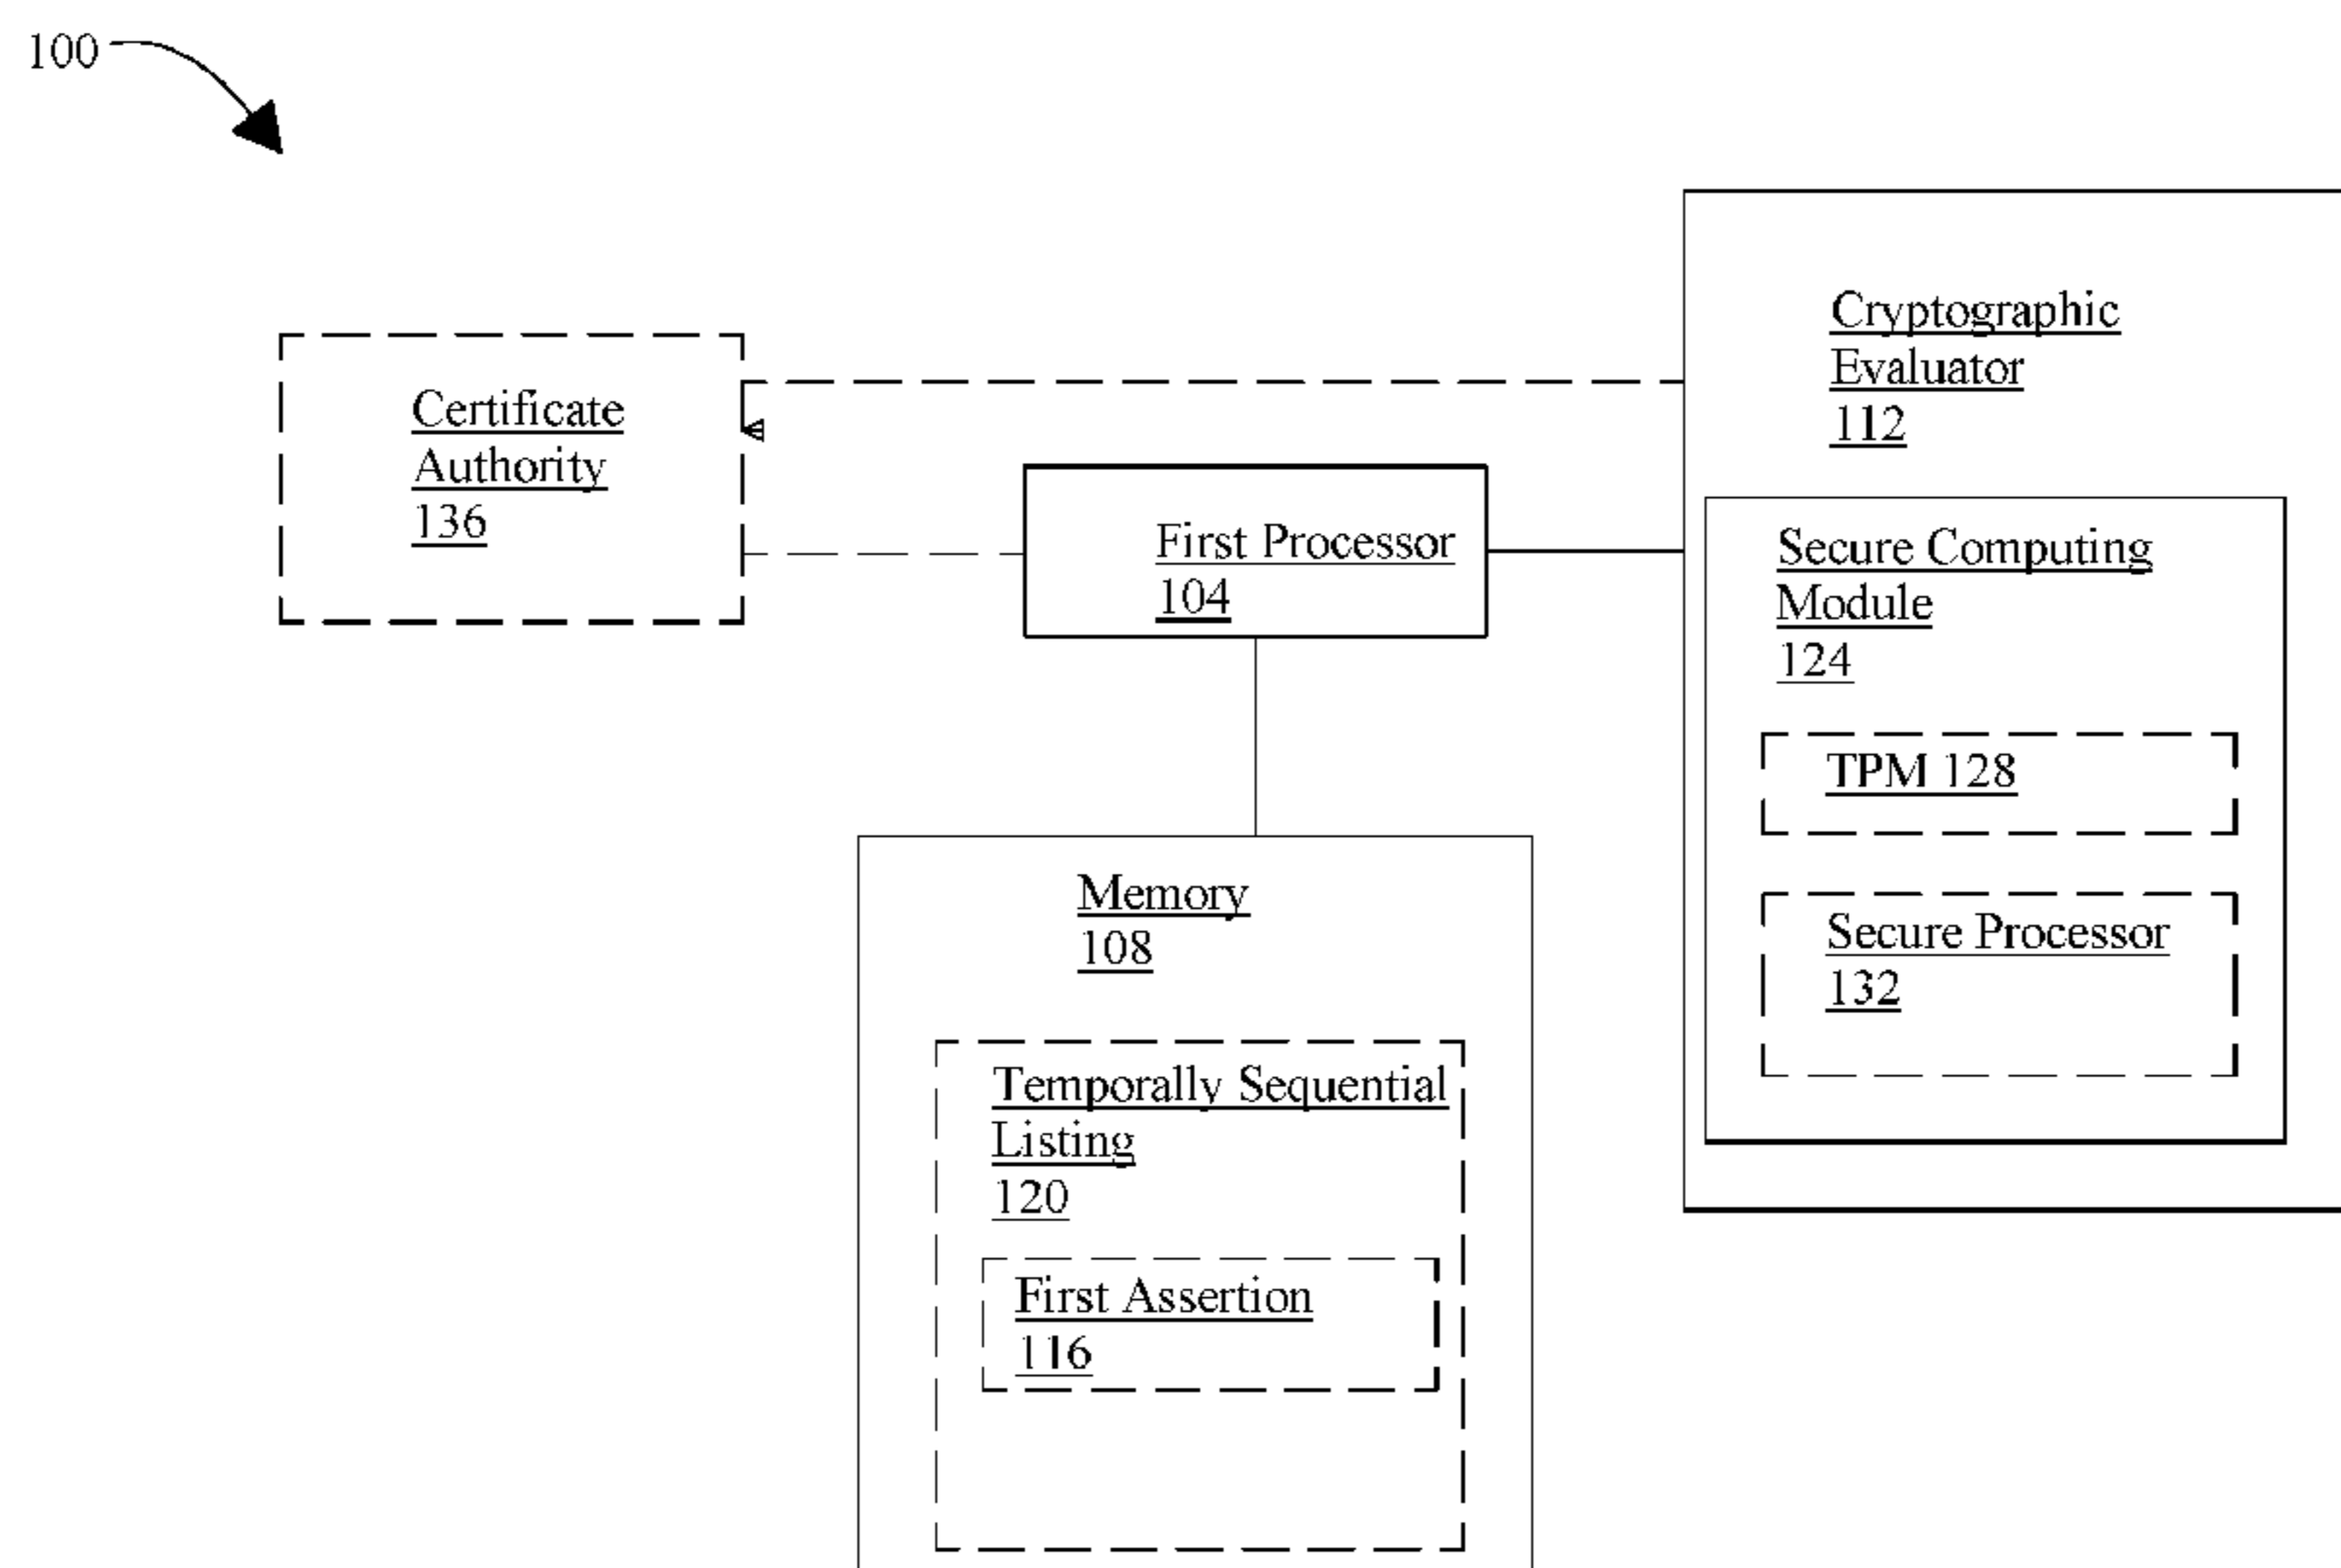 100
Cryptographic
Evaluator
112
Certificate
Authority
136
First Processor
104
Secure Computing
Module
124
TPM 128
Secure Processor
132
Memory
108
Temporally Sequential
Listing
120
First Assertion
116